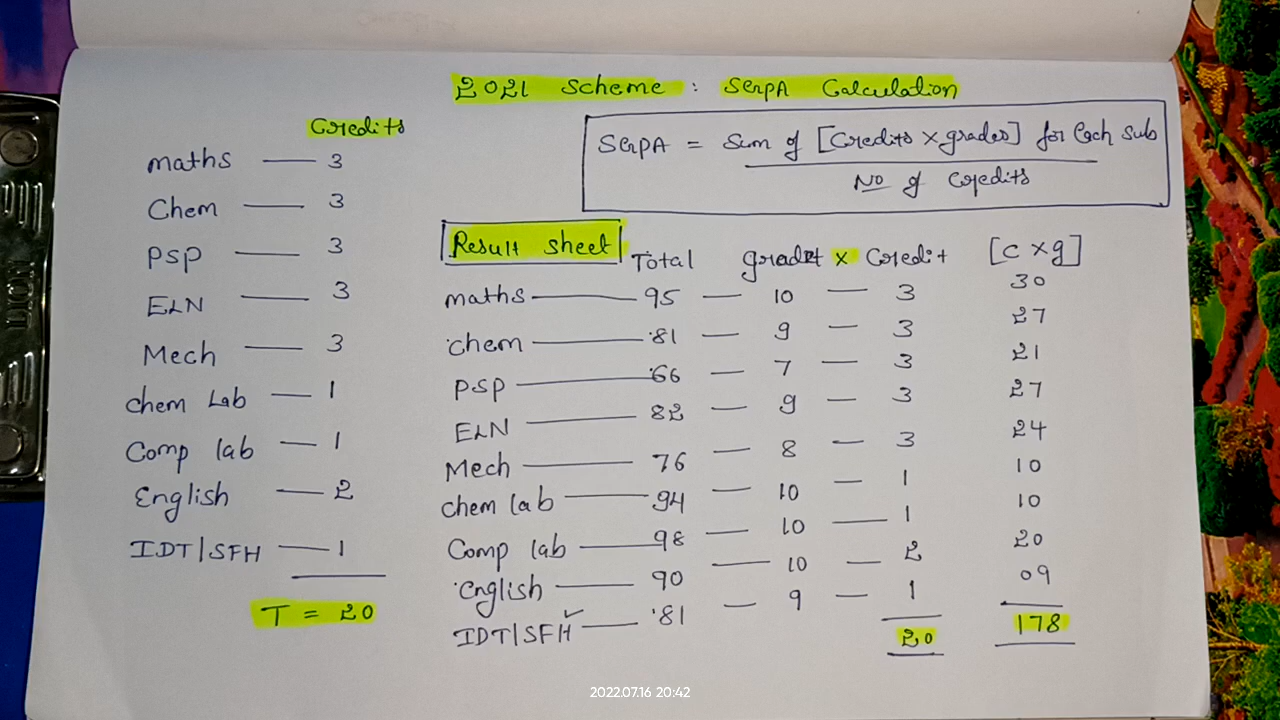 2021 Scheme : SGPA Calculation
Credits
maths — 3
Chem — 3
PSP — 3
ELN — 3
Mech — 3
chem Lab — 1
Comp lab — 1
English — 2
IDT/SFH — 1
T = 20
SGPA = Sum of [Credits x grades] for Each Sub
No of Credits
Result sheet Total grade x Credit [C x g]
maths — 95 — 10 — 3 30
chem — 81 — 9 — 3 27
PSP — 66 — 7 — 3 21
ELN — 82 — 9 — 3 27
Mech — 76 — 8 — 3 24
chem lab — 94 — 10 — 1 10
Comp lab — 98 — 10 — 1 10
English — 90 — 10 — 2 20
IDT/SFH — 81 — 9 — 1 09
20 178
2022.07.16 20:42